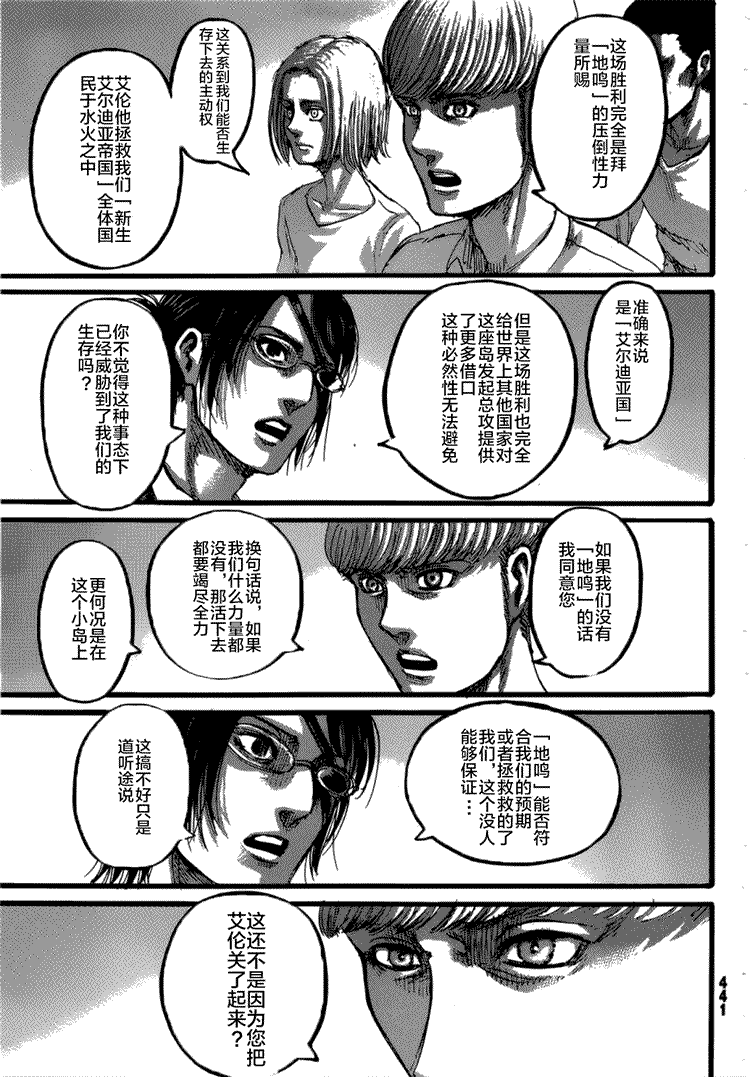 这场胜利完全是拜
「地鸣」的压倒性力
量所赐
这关系到我们能否生
存下去的主动权
艾伦他拯救我们「新生
艾尔迪亚帝国」全体国
民于水火之中
准确来说
是「艾尔迪亚国」
但是这场胜利也完全
给世界上其他国家对
这座岛发起总攻提供
了更多借口
这种必然性无法避免
你不觉得这种事态下
已经威胁到了我们的
生存吗？
如果我们没有
「地鸣」的话
我同意您
换句话说，如果
我们什么力量都
没有，那活下去
都要竭尽全力
更何况是在
这个小岛上
「地鸣」能否符
合我们的预期
或者拯救救的了
我们，这个没人
能够保证…
这搞不好只是
道听途说
这还不是因为您把
艾伦关了起来？
441